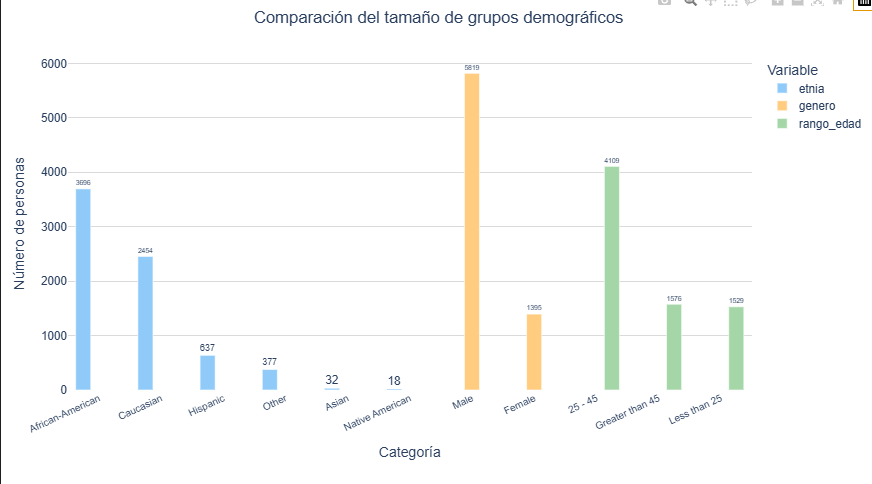 Comparación del tamaño de grupos demográficos
Variable
etnia
genero
rango_edad
Número de personas
6000
5000
4000
3000
2000
1000
0
3696
2454
637
377
32
18
5819
1395
4109
1576
1529
African-American
Caucasian
Hispanic
Other
Asian
Native American
Male
Female
25 - 45
Greater than 45
Less than 25
Categoría